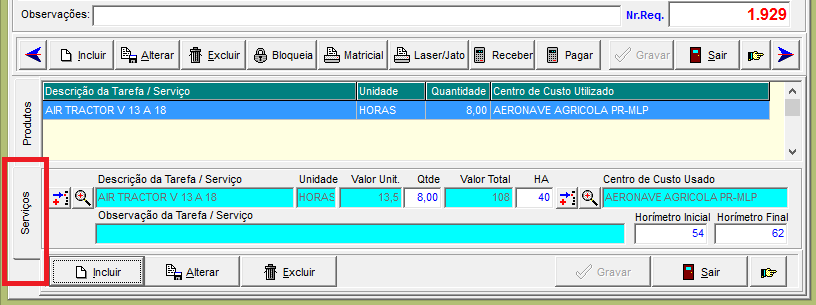 Observações: Nr.Req. 1.929
Incluir Alterar Excluir Bloqueia Matricial Laser/Jato Receber Pagar Gravar Sair
Produtos
Descrição da Tarefa / Serviço Unidade Quantidade Centro de Custo Utilizado
AIR TRACTOR V 13 A 18 HORAS 8,00 AERONAVE AGRICOLA PR-MLP
Serviços
Descrição da Tarefa / Serviço Unidade Valor Unit. Qtde Valor Total HA Centro de Custo Usado
AIR TRACTOR V 13 A 18 HORAS 13,5 8,00 108 40 AERONAVE AGRICOLA PR-MLP
Observação da Tarefa / Serviço Horímetro Inicial Horímetro Final
54 62
Incluir Alterar Excluir Gravar Sair